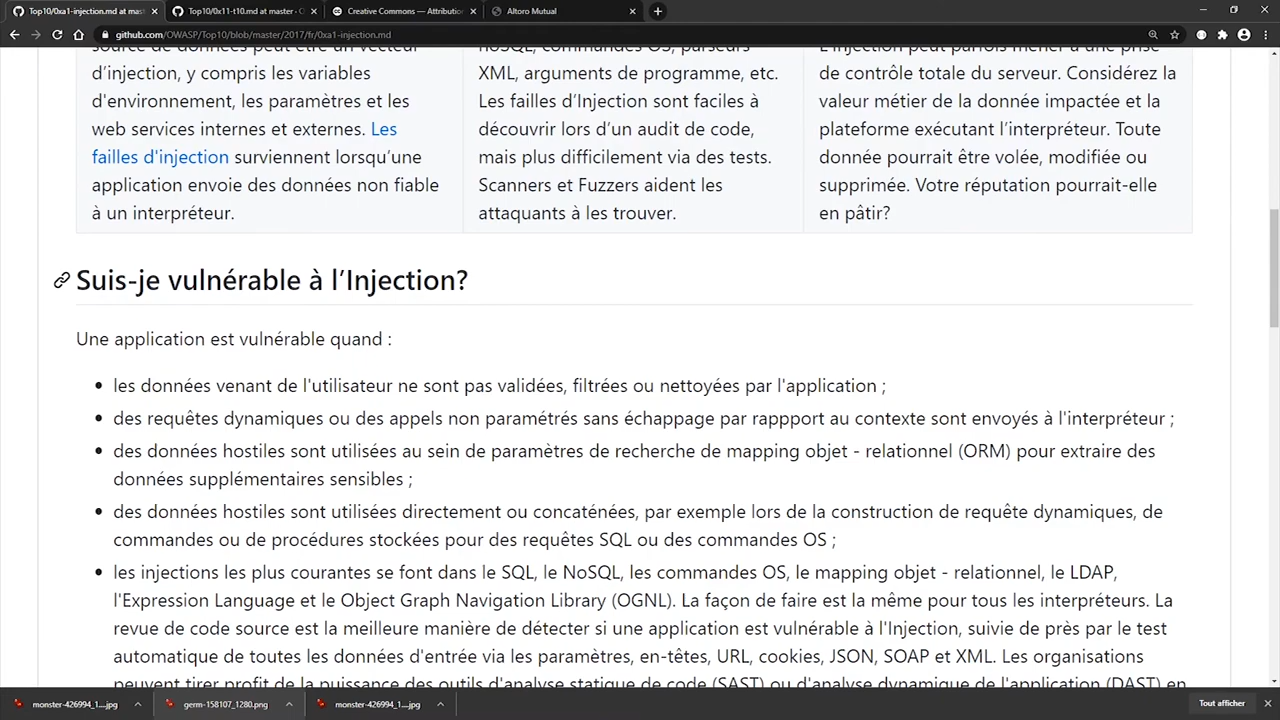 Top10/0xa1-injection.md at mast
Top10/0x11-t10.md at master · O
Creative Commons — Attribution
Altoro Mutual
github.com/OWASP/Top10/blob/master/2017/fr/0xa1-injection.md
source de données peut être un vecteur
d’injection, y compris les variables
d'environnement, les paramètres et les
web services internes et externes. Les
failles d'injection surviennent lorsqu’une
application envoie des données non fiable
à un interpréteur.
noSQL, commandes OS, parseurs
XML, arguments de programme, etc.
Les failles d’Injection sont faciles à
découvrir lors d’un audit de code,
mais plus difficilement via des tests.
Scanners et Fuzzers aident les
attaquants à les trouver.
L’injection peut parfois mener à une prise
de contrôle totale du serveur. Considérez la
valeur métier de la donnée impactée et la
plateforme exécutant l’interpréteur. Toute
donnée pourrait être volée, modifiée ou
supprimée. Votre réputation pourrait-elle
en pâtir?
Suis-je vulnérable à l’Injection?
Une application est vulnérable quand :
• les données venant de l'utilisateur ne sont pas validées, filtrées ou nettoyées par l'application ;
• des requêtes dynamiques ou des appels non paramétrés sans échappage par rappport au contexte sont envoyés à l'interpréteur ;
• des données hostiles sont utilisées au sein de paramètres de recherche de mapping objet - relationnel (ORM) pour extraire des
données supplémentaires sensibles ;
• des données hostiles sont utilisées directement ou concaténées, par exemple lors de la construction de requête dynamiques, de
commandes ou de procédures stockées pour des requêtes SQL ou des commandes OS ;
• les injections les plus courantes se font dans le SQL, le NoSQL, les commandes OS, le mapping objet - relationnel, le LDAP,
l'Expression Language et le Object Graph Navigation Library (OGNL). La façon de faire est la même pour tous les interpréteurs. La
revue de code source est la meilleure manière de détecter si une application est vulnérable à l'Injection, suivie de près par le test
automatique de toutes les données d'entrée via les paramètres, en-têtes, URL, cookies, JSON, SOAP et XML. Les organisations
peuvent tirer profit de la puissance des outils d'analyse statique de code (SAST) ou d'analyse dynamique de l'application (DAST) en
monster-426994_1....jpg
germ-158107_1280.png
monster-426994_1....jpg
Tout afficher